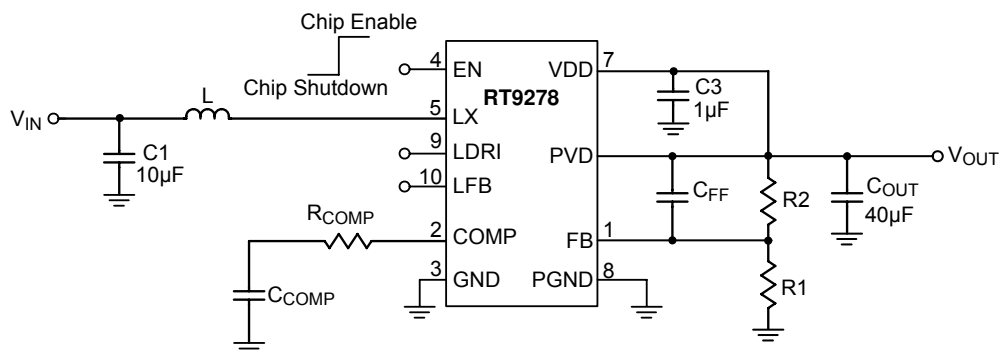 Chip Enable
Chip Shutdown
V_IN
L
C1
10µF
R_COMP
C_COMP
RT9278
4 EN
5 LX
9 LDRI
10 LFB
2 COMP
3 GND
VDD 7
PVD
FB 1
PGND 8
C3
1µF
C_FF
R2
R1
C_OUT
40µF
V_OUT